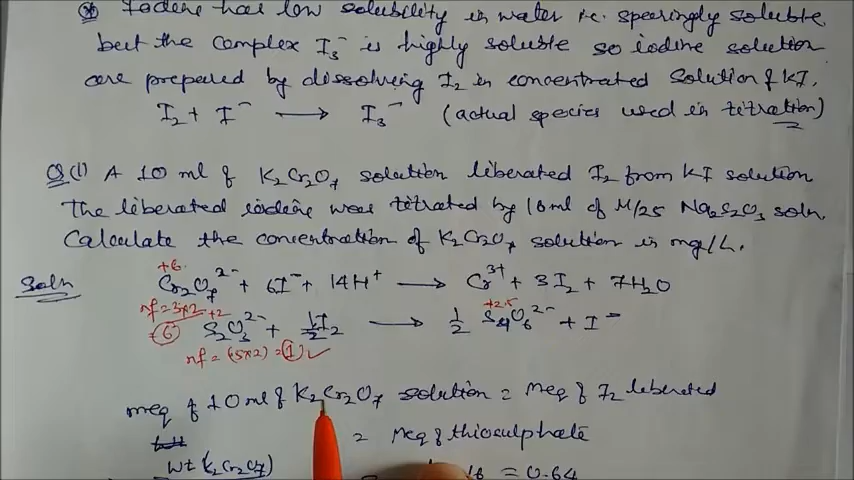 * Iodine has low solubility in water i.e. spearingly soluble
but the complex I₃⁻ is highly soluble so iodine solution
are prepared by dissolving I₂ in concentrated solution of KI.
I₂ + I⁻ ⟶ I₃⁻ (actual species used in titration)
Q(1) A 10 ml of K₂Cr₂O₇ solution liberated I₂ from KI solution
The liberated iodine was titrated by 16 ml of M/25 Na₂S₂O₃ soln.
Calculate the concentration of K₂Cr₂O₇ solution in mg/L.
+6
Soln Cr₂O₇²⁻ + 6I⁻ + 14H⁺ ⟶ Cr³⁺ + 3I₂ + 7H₂O
nf = 3×2 +2 +2.5
= 6 S₂O₃²⁻ + 1/2 I₂ ⟶ 1/2 S₄O₆²⁻ + I⁻
nf = (.5×2) = 1 ✓
meq of 10 ml of K₂Cr₂O₇ solution = meq of I₂ liberated
= meq of thiosulphate
Wt (K₂Cr₂O₇) = 16 = 0.64